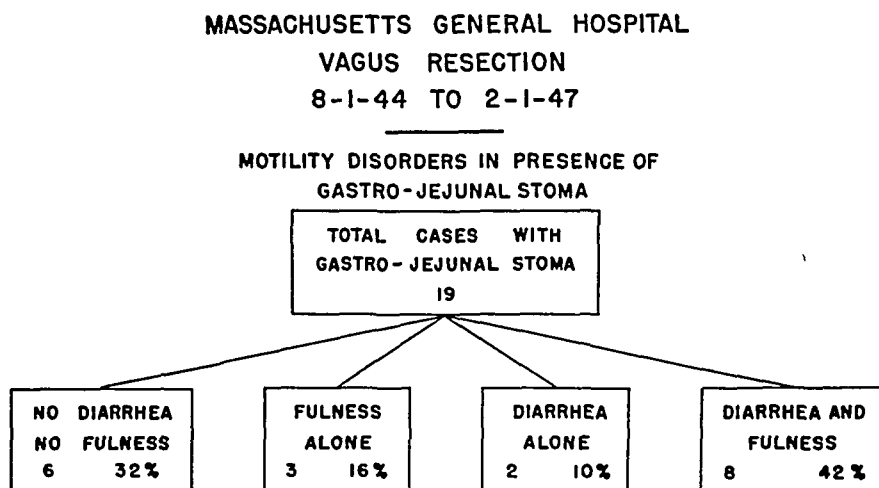 MASSACHUSETTS GENERAL HOSPITAL
VAGUS RESECTION
8-1-44 TO 2-1-47
MOTILITY DISORDERS IN PRESENCE OF
GASTRO-JEJUNAL STOMA
TOTAL CASES WITH
GASTRO-JEJUNAL STOMA
19
NO DIARRHEA
NO FULNESS
6 32%
FULNESS
ALONE
3 16%
DIARRHEA
ALONE
2 10%
DIARRHEA AND
FULNESS
8 42%